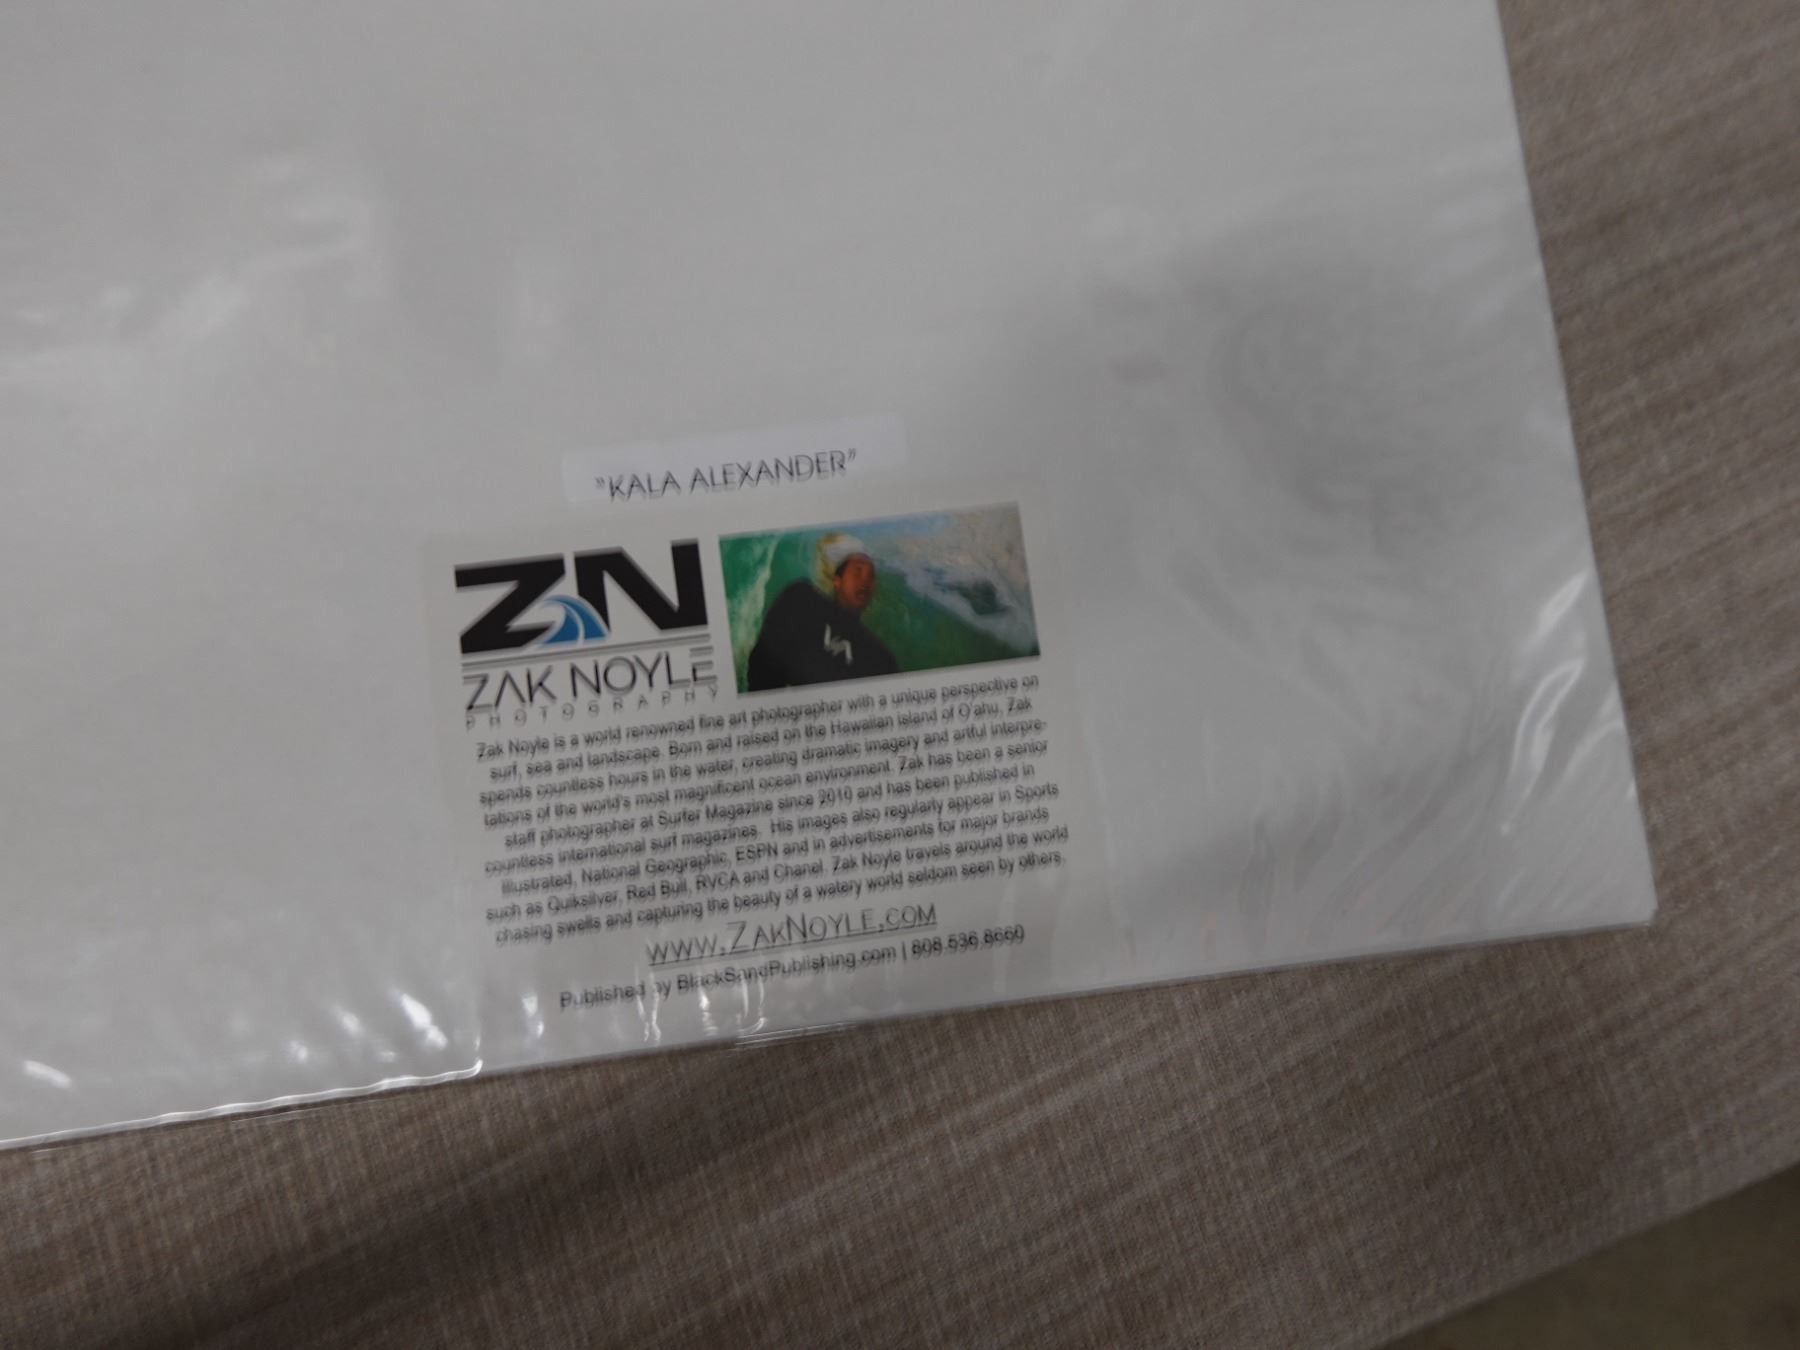 "KALA ALEXANDER"
ZN
ZAK NOYLE
PHOTOGRAPHY
Zak Noyle is a world renowned fine art photographer with a unique perspective on
surf, sea and landscape. Born and raised on the Hawaiian island of O'ahu, Zak
spends countless hours in the water, creating dramatic imagery and artful interpre-
tations of the world's most magnificent ocean environment. Zak has been a senior
staff photographer at Surfer Magazine since 2010 and has been published in
countless international surf magazines. His images also regularly appear in Sports
Illustrated, National Geographic, ESPN and in advertisements for major brands
such as Quiksilver, Red Bull, RVCA and Chanel. Zak Noyle travels around the world
chasing swells and capturing the beauty of a watery world seldom seen by others.
WWW.ZAKNOYLE.COM
Published by BlackSandPublishing.com | 808.536.8660